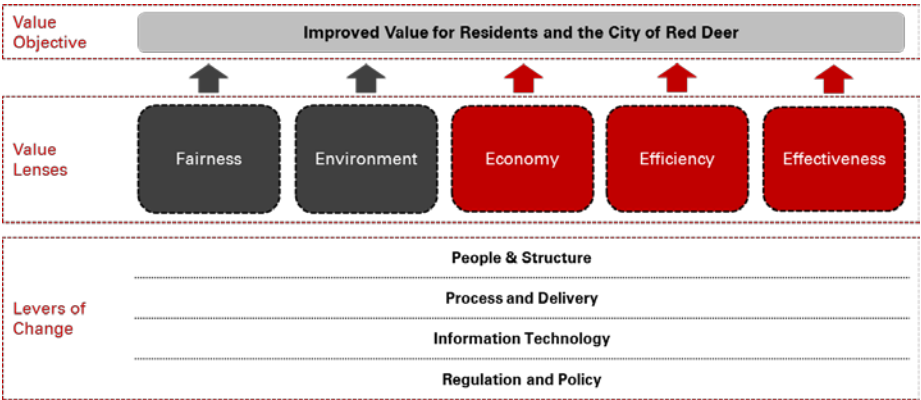 Value
Objective
Improved Value for Residents and the City of Red Deer
Value
Lenses
Fairness
Environment
Economy
Efficiency
Effectiveness
Levers of
Change
People & Structure
Process and Delivery
Information Technology
Regulation and Policy